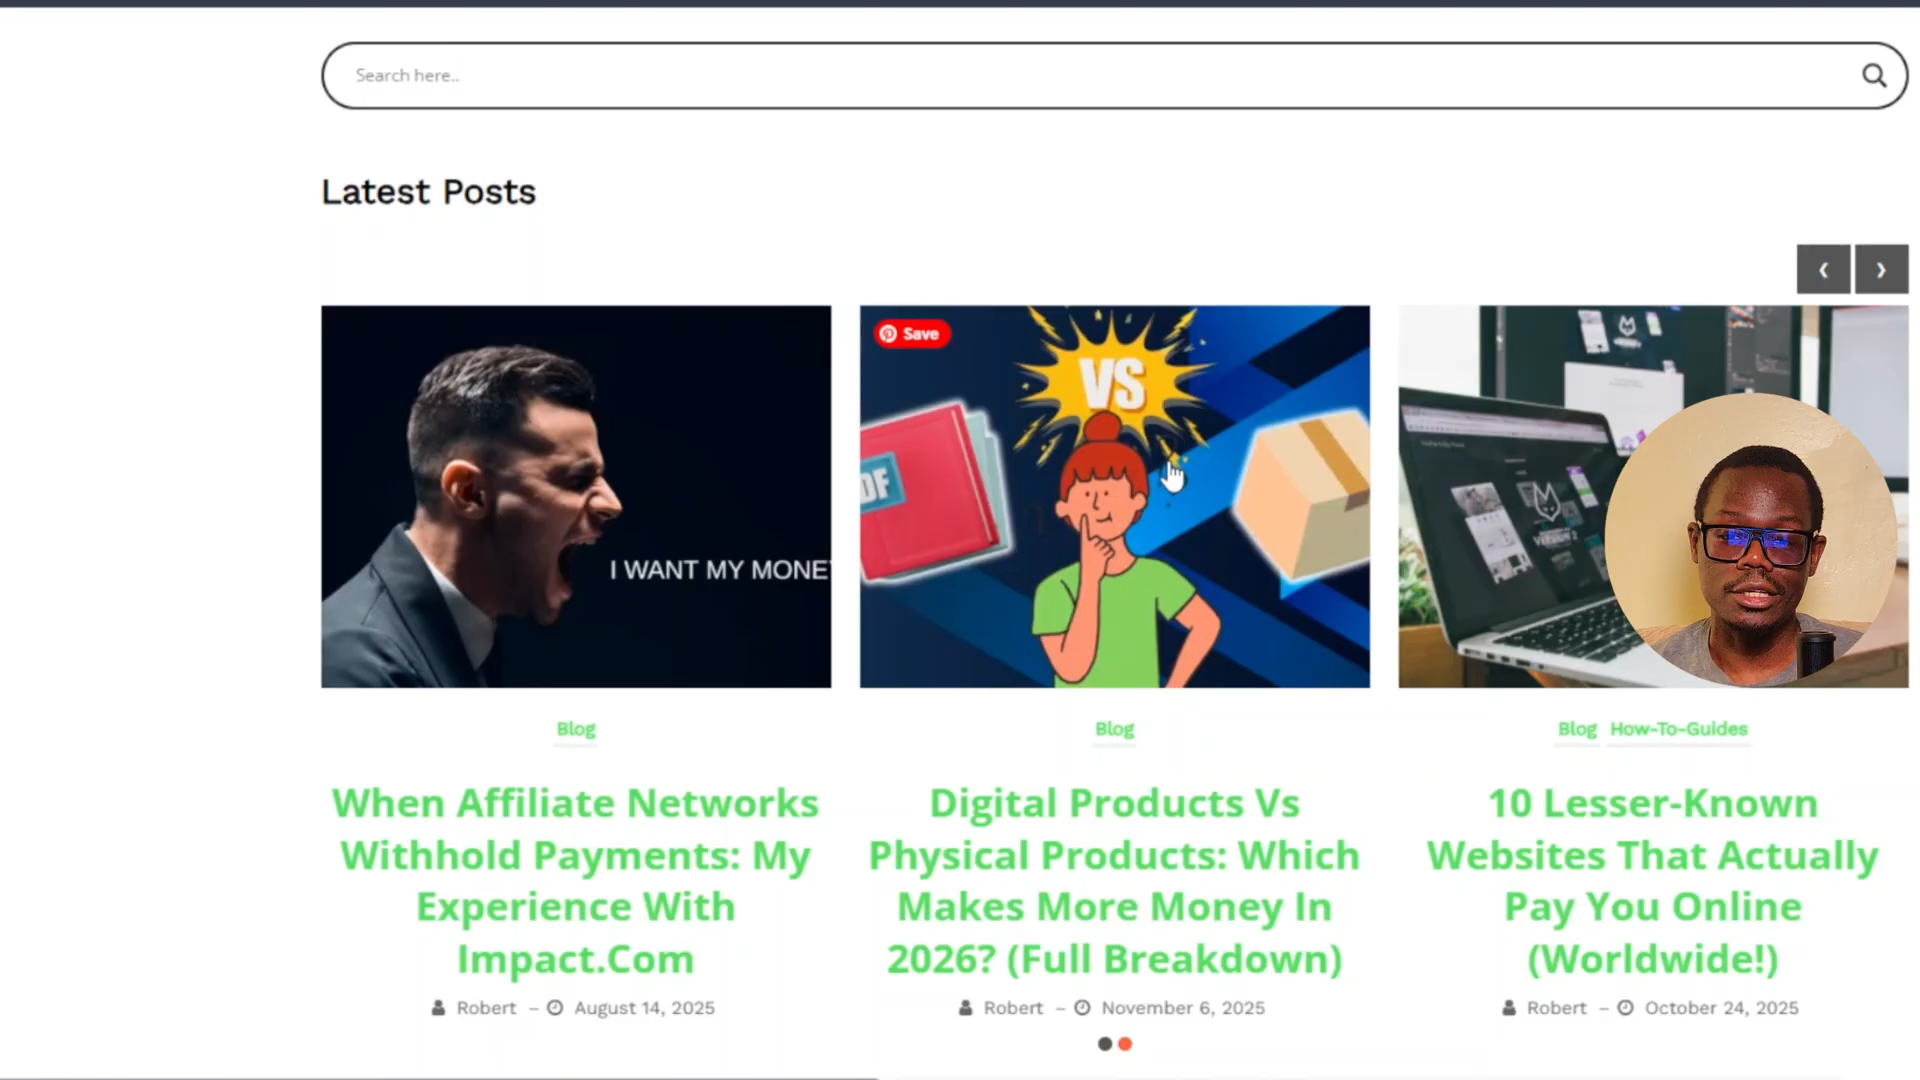 Search here..
Latest Posts
I WANT MY MONEY
Save
VS
DF
VERSION 2
Blog
When Affiliate Networks
Withhold Payments: My
Experience With
Impact.Com
Robert – August 14, 2025
Blog
Digital Products Vs
Physical Products: Which
Makes More Money In
2026? (Full Breakdown)
Robert – November 6, 2025
Blog How-To-Guides
10 Lesser-Known
Websites That Actually
Pay You Online
(Worldwide!)
Robert – October 24, 2025